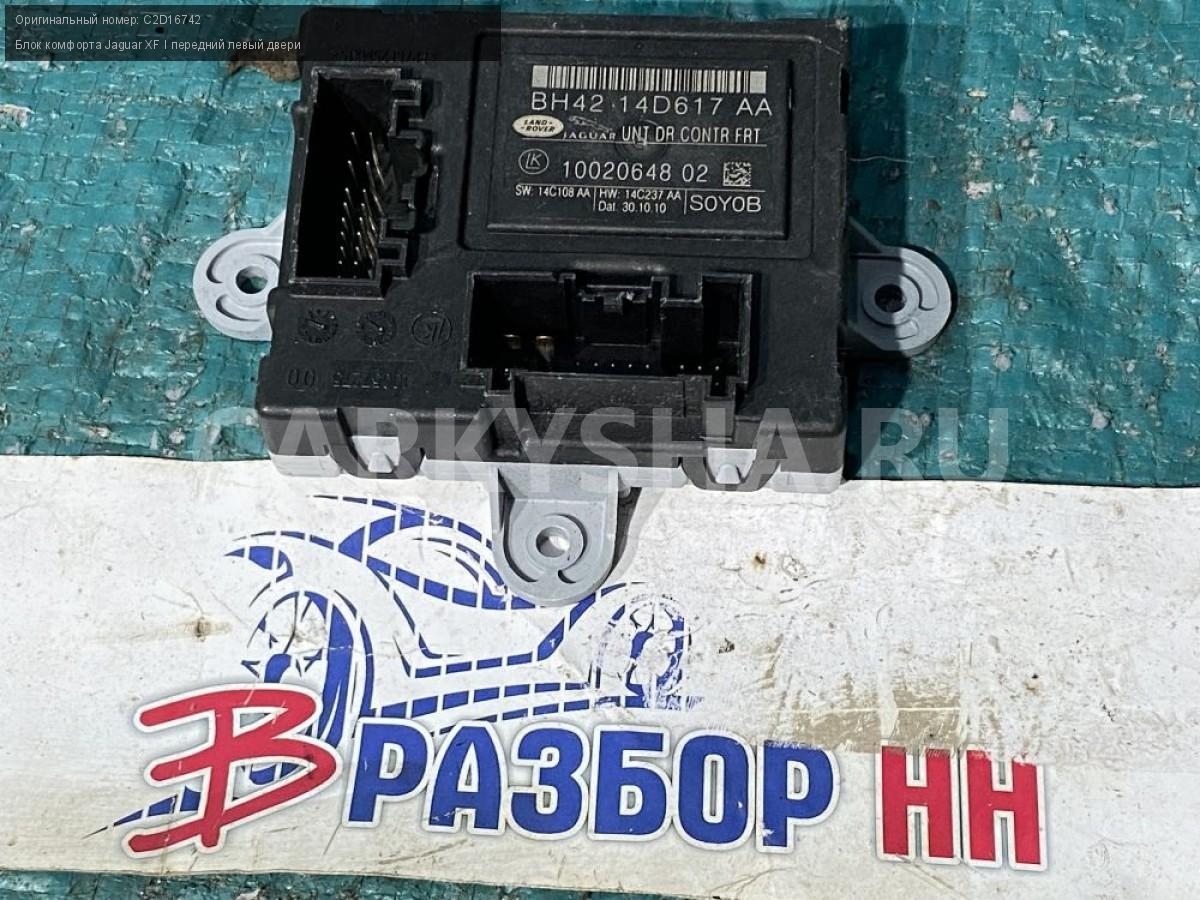 Оригинальный номер: C2D16742
Блок комфорта Jaguar XF I передний левый двери
BH42 14D617 AA
LAND-ROVER JAGUAR UNT DR CONTR FRT
LK 10020648 02
SW: 14C108 AA HW: 14C237 AA S0Y0B
Dat. 30.10.10
CARKYSHA.RU
В РАЗБОР НН